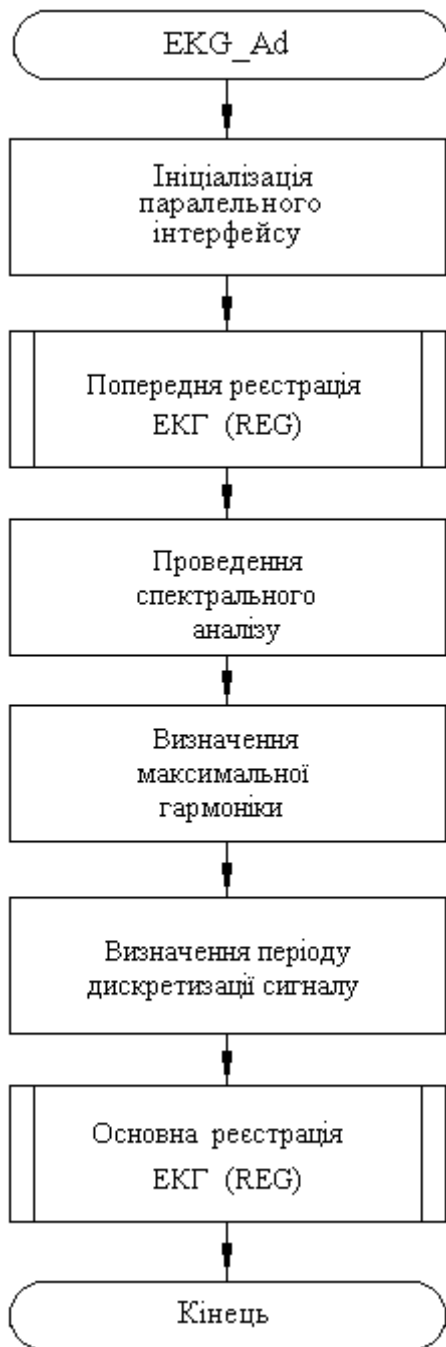 EKG_Ad
Ініціалізація
паралельного
інтерфейсу
Попередня реєстрація
ЕКГ (REG)
Проведення
спектрального
аналізу
Визначення
максимальної
гармоніки
Визначення періоду
дискретизації сигналу
Основна реєстрація
ЕКГ (REG)
Кінець